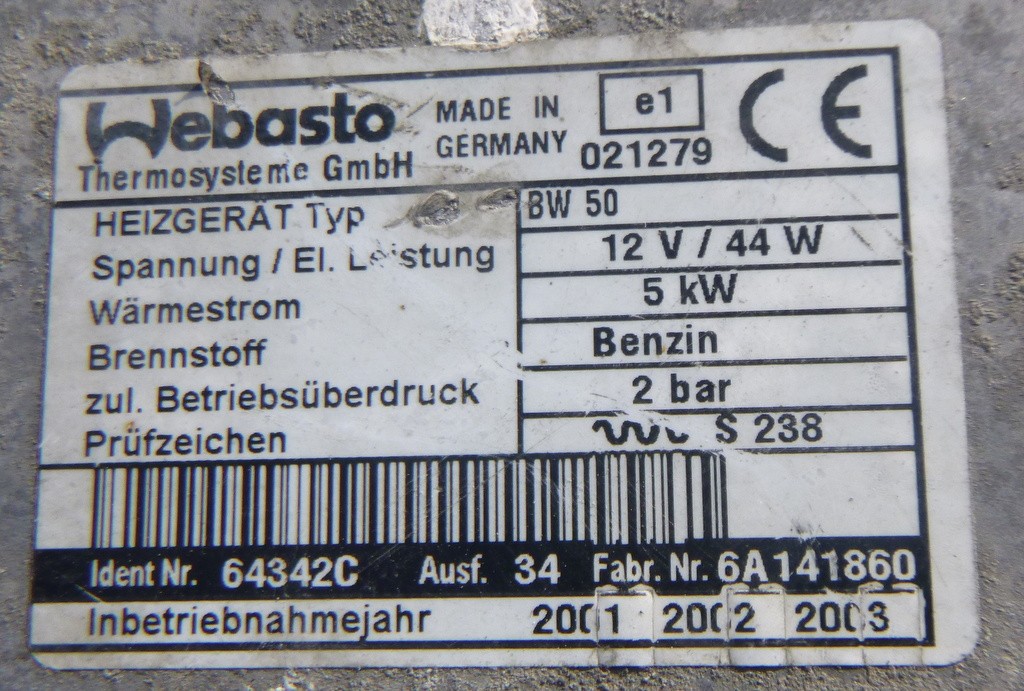 Webasto
Thermosysteme GmbH
MADE IN
GERMANY
e1
021279
CE
HEIZGERÄT Typ BW 50
Spannung / El. Leistung 12 V / 44 W
Wärmestrom 5 kW
Brennstoff Benzin
zul. Betriebsüberdruck 2 bar
Prüfzeichen S 238
Ident Nr. 64342C Ausf. 34 Fabr. Nr. 6A141860
Inbetriebnahmejahr 2001 2002 2003